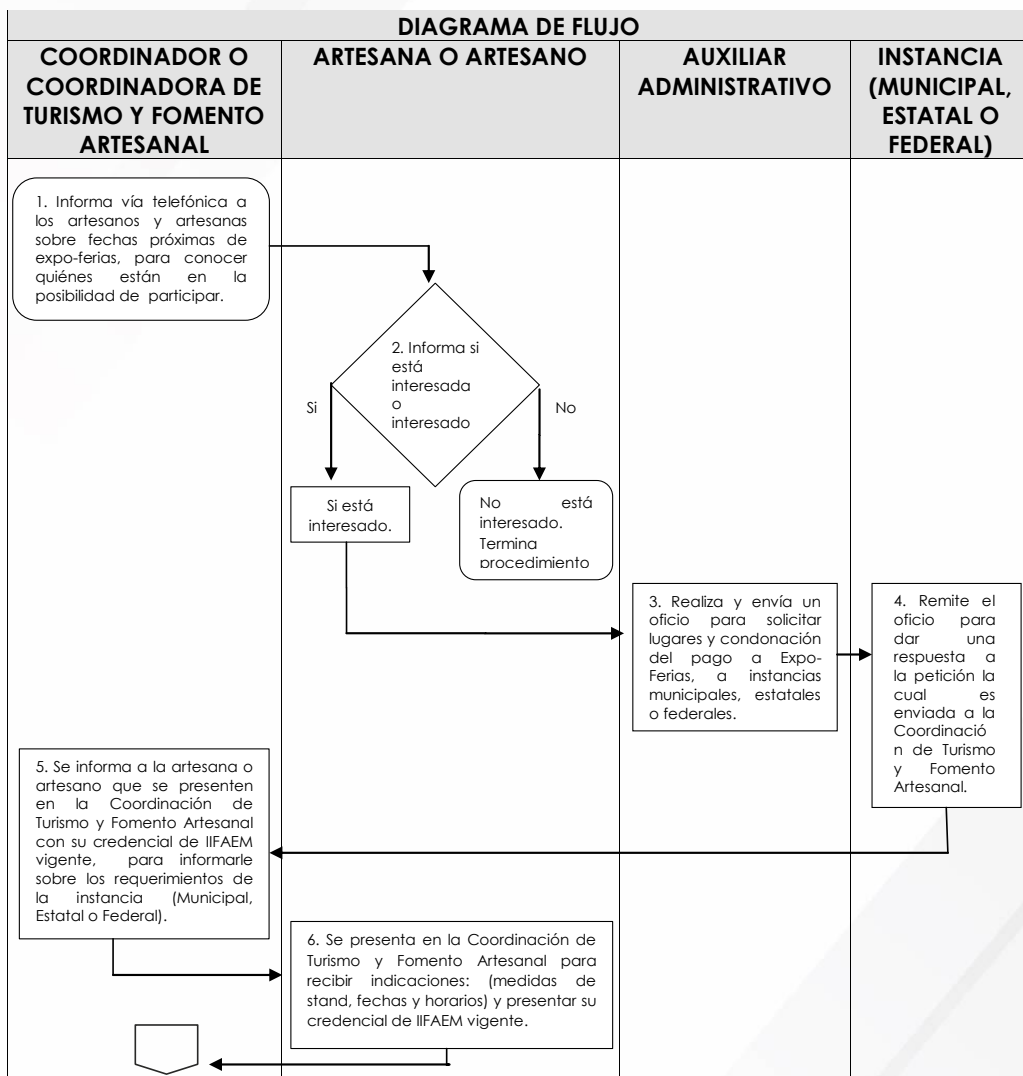 DIAGRAMA DE FLUJO
COORDINADOR O
COORDINADORA DE
TURISMO Y FOMENTO
ARTESANAL
ARTESANA O ARTESANO
AUXILIAR
ADMINISTRATIVO
INSTANCIA
(MUNICIPAL,
ESTATAL O
FEDERAL)
1. Informa vía telefónica a
los artesanos y artesanas
sobre fechas próximas de
expo-ferias, para conocer
quiénes están en la
posibilidad de participar.
2. Informa si
está
interesada
o
interesado
Si
No
Si está
interesado.
No está
interesado.
Termina
procedimiento
3. Realiza y envía un
oficio para solicitar
lugares y condonación
del pago a Expo-
Ferias, a instancias
municipales, estatales
o federales.
4. Remite el
oficio para
dar una
respuesta a
la petición la
cual es
enviada a la
Coordinació
n de Turismo
y Fomento
Artesanal.
5. Se informa a la artesana o
artesano que se presenten
en la Coordinación de
Turismo y Fomento Artesanal
con su credencial de IIFAEM
vigente, para informarle
sobre los requerimientos de
la instancia (Municipal,
Estatal o Federal).
6. Se presenta en la Coordinación de
Turismo y Fomento Artesanal para
recibir indicaciones: (medidas de
stand, fechas y horarios) y presentar su
credencial de IIFAEM vigente.